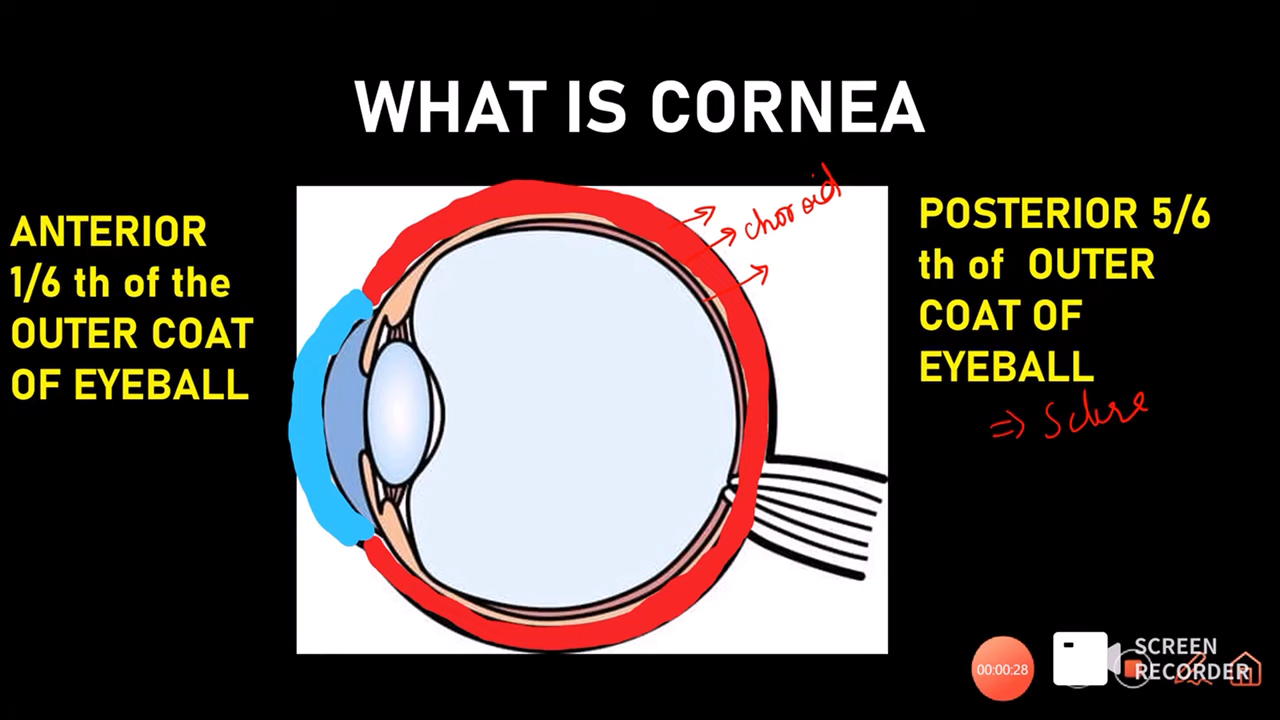 WHAT IS CORNEA
ANTERIOR
1/6 th of the
OUTER COAT
OF EYEBALL
choroid
POSTERIOR 5/6
th of OUTER
COAT OF
EYEBALL
=>
00:00:28
SCREEN
RECORDER